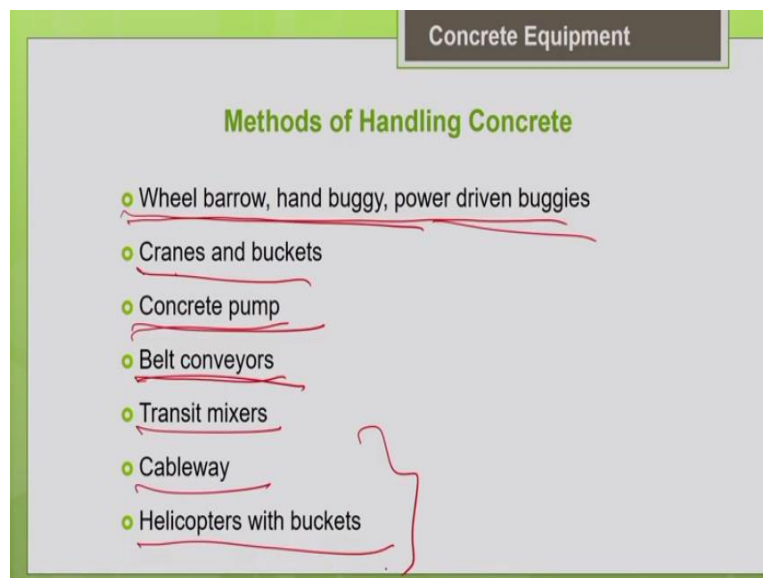 Concrete Equipment
Methods of Handling Concrete
Wheel barrow, hand buggy, power driven buggies
Cranes and buckets
Concrete pump
Belt conveyors
Transit mixers
Cableway
Helicopters with buckets